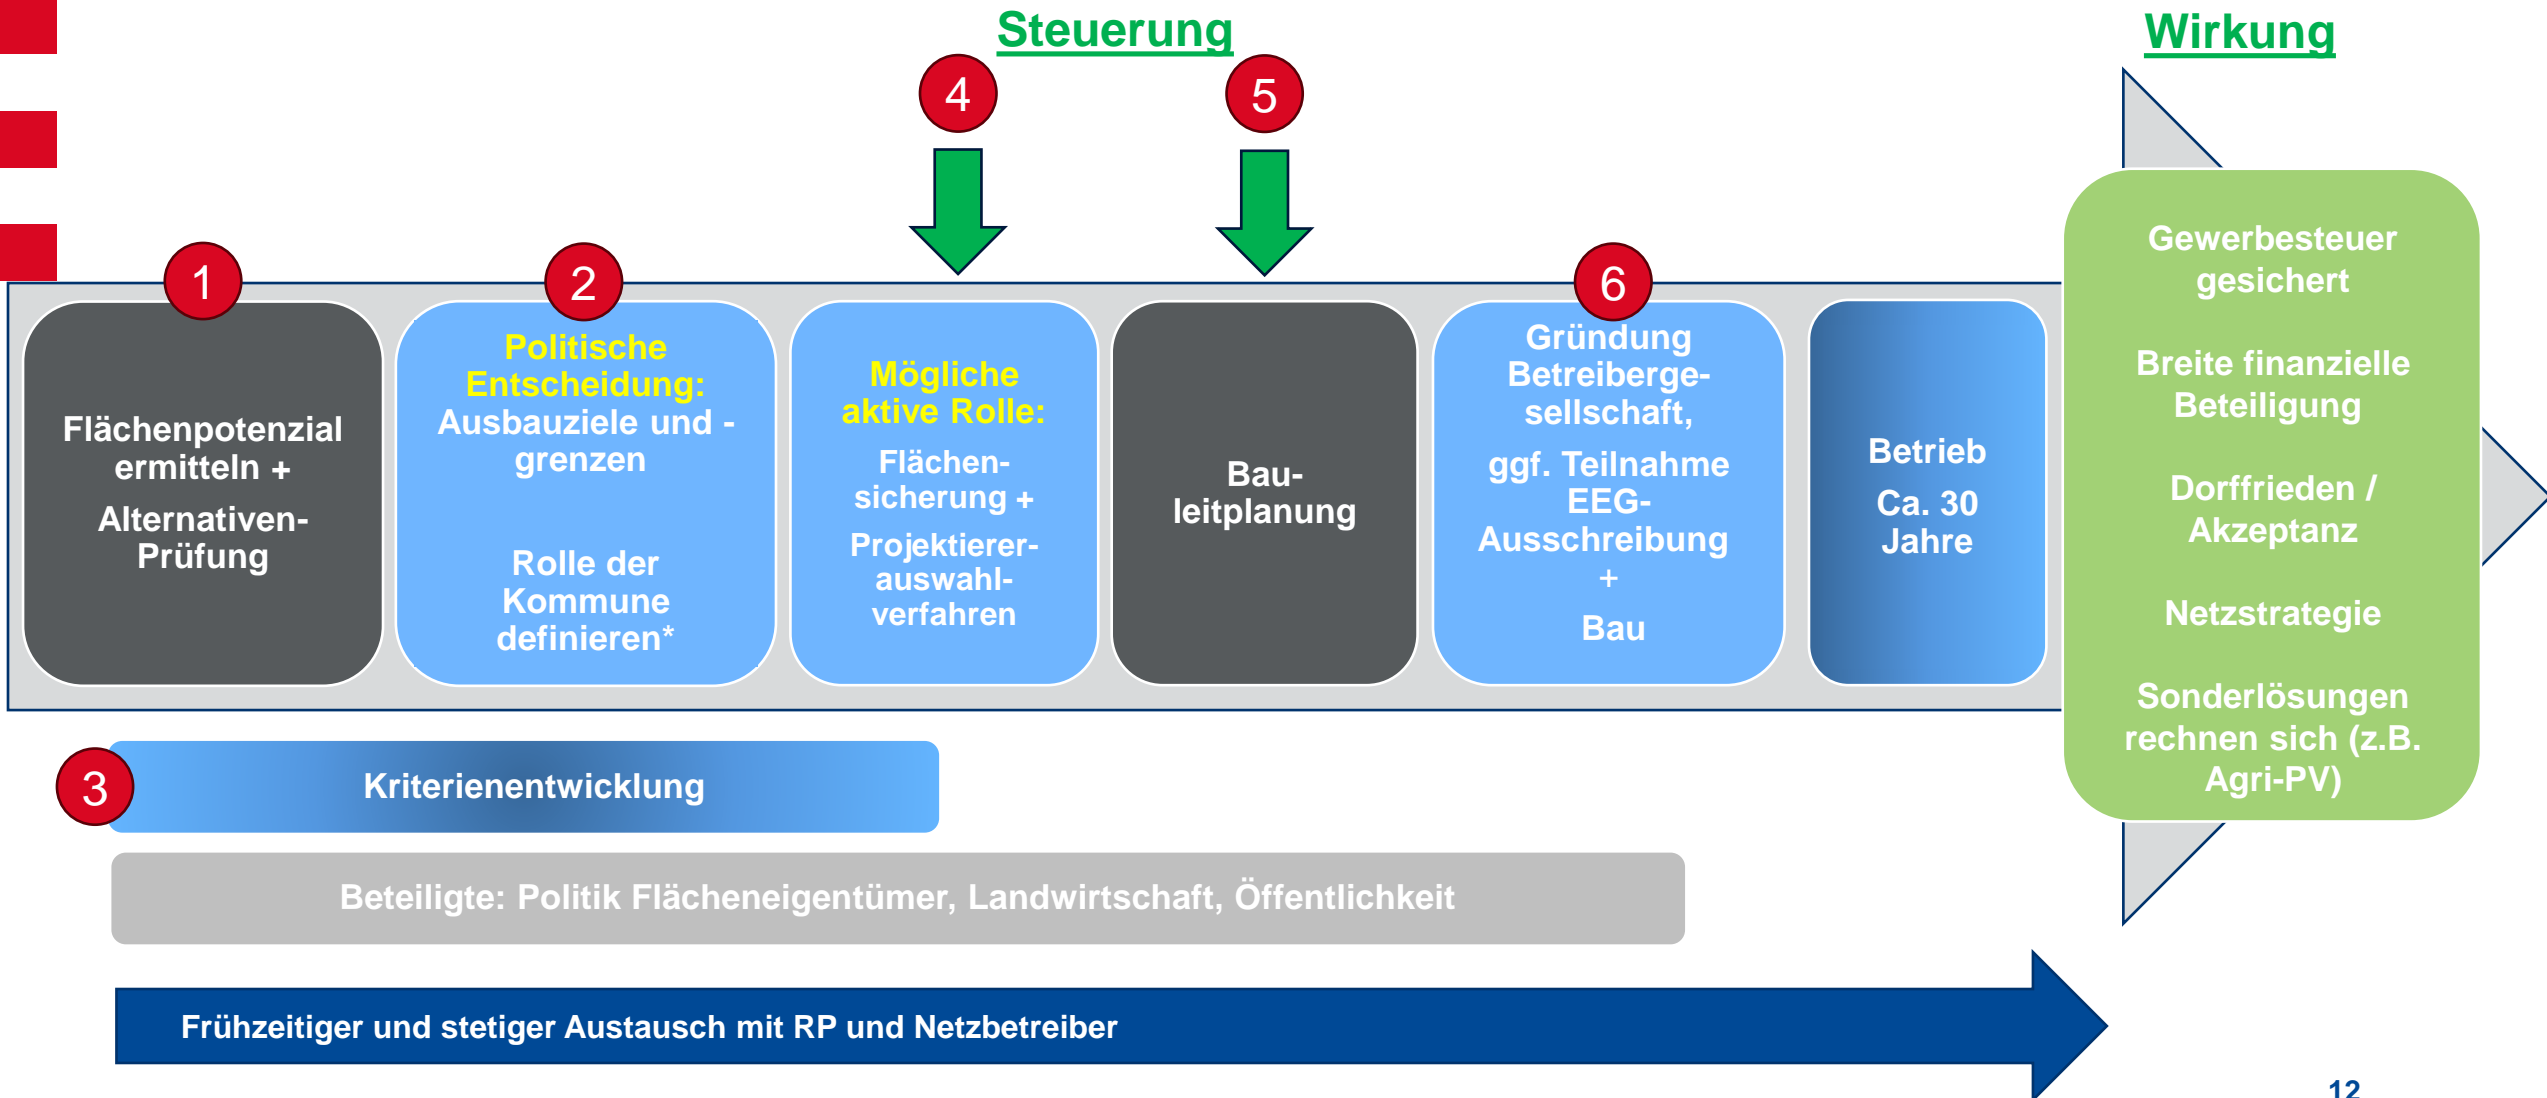 Steuerung
Wirkung
4
5
1
2
6
Flächenpotenzial
ermitteln +
Alternativen-
Prüfung
Politische
Entscheidung:
Ausbauziele und -
grenzen
Rolle der
Kommune
definieren*
Mögliche
aktive Rolle:
Flächen-
sicherung +
Projektierer-
auswahl-
verfahren
Bau-
leitplanung
Gründung
Betreiberge-
sellschaft,
ggf. Teilnahme
EEG-
Ausschreibung
+
Bau
Betrieb
Ca. 30
Jahre
Gewerbesteuer
gesichert
Breite finanzielle
Beteiligung
Dorffrieden /
Akzeptanz
Netzstrategie
Sonderlösungen
rechnen sich (z.B.
Agri-PV)
3
Kriterienentwicklung
Beteiligte: Politik Flächeneigentümer, Landwirtschaft, Öffentlichkeit
Frühzeitiger und stetiger Austausch mit RP und Netzbetreiber
12